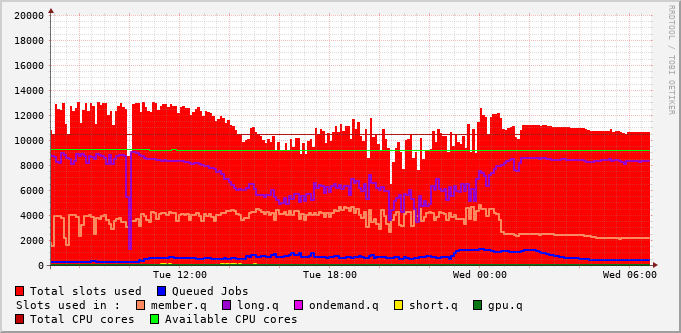 20000
18000
16000
14000
12000
10000
8000
6000
4000
2000
0
Tue 12:00 Tue 18:00 Wed 00:00 Wed 06:00
Total slots used Queued Jobs
Slots used in : member.q long.q ondemand.q short.q gpu.q
Total CPU cores Available CPU cores
RRDTOOL / TOBI OETIKER